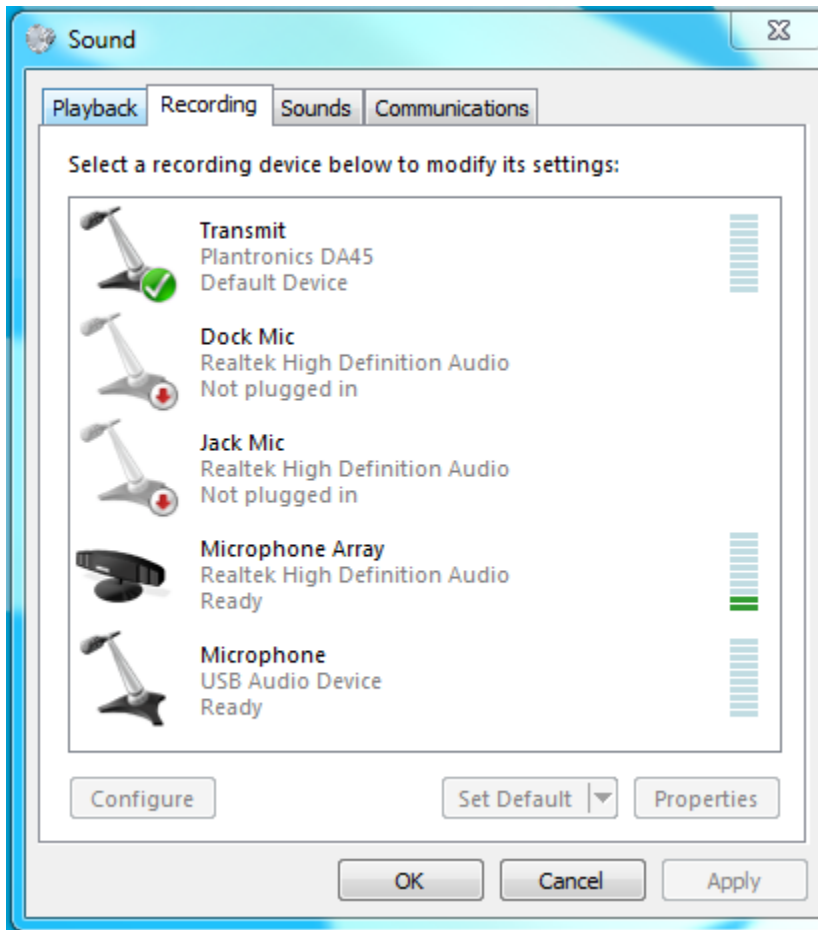 Sound
Playback Recording Sounds Communications
Select a recording device below to modify its settings:
Transmit
Plantronics DA45
Default Device
Dock Mic
Realtek High Definition Audio
Not plugged in
Jack Mic
Realtek High Definition Audio
Not plugged in
Microphone Array
Realtek High Definition Audio
Ready
Microphone
USB Audio Device
Ready
Configure Set Default Properties
OK Cancel Apply